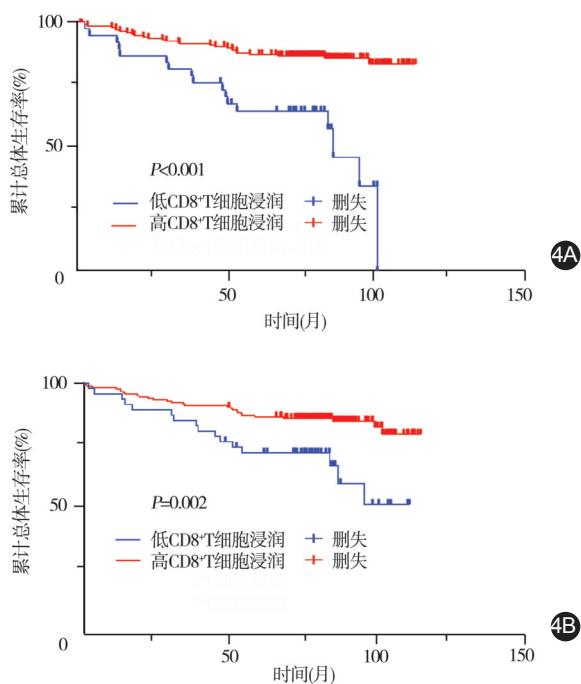 100
累计总体生存率(%)
50
P<0.001
低CD8⁺T细胞浸润 删失
高CD8⁺T细胞浸润 删失
0
50
100
150
时间(月)
4A
100
累计总体生存率(%)
50
P=0.002
低CD8⁺T细胞浸润 删失
高CD8⁺T细胞浸润 删失
0
50
100
150
时间(月)
4B